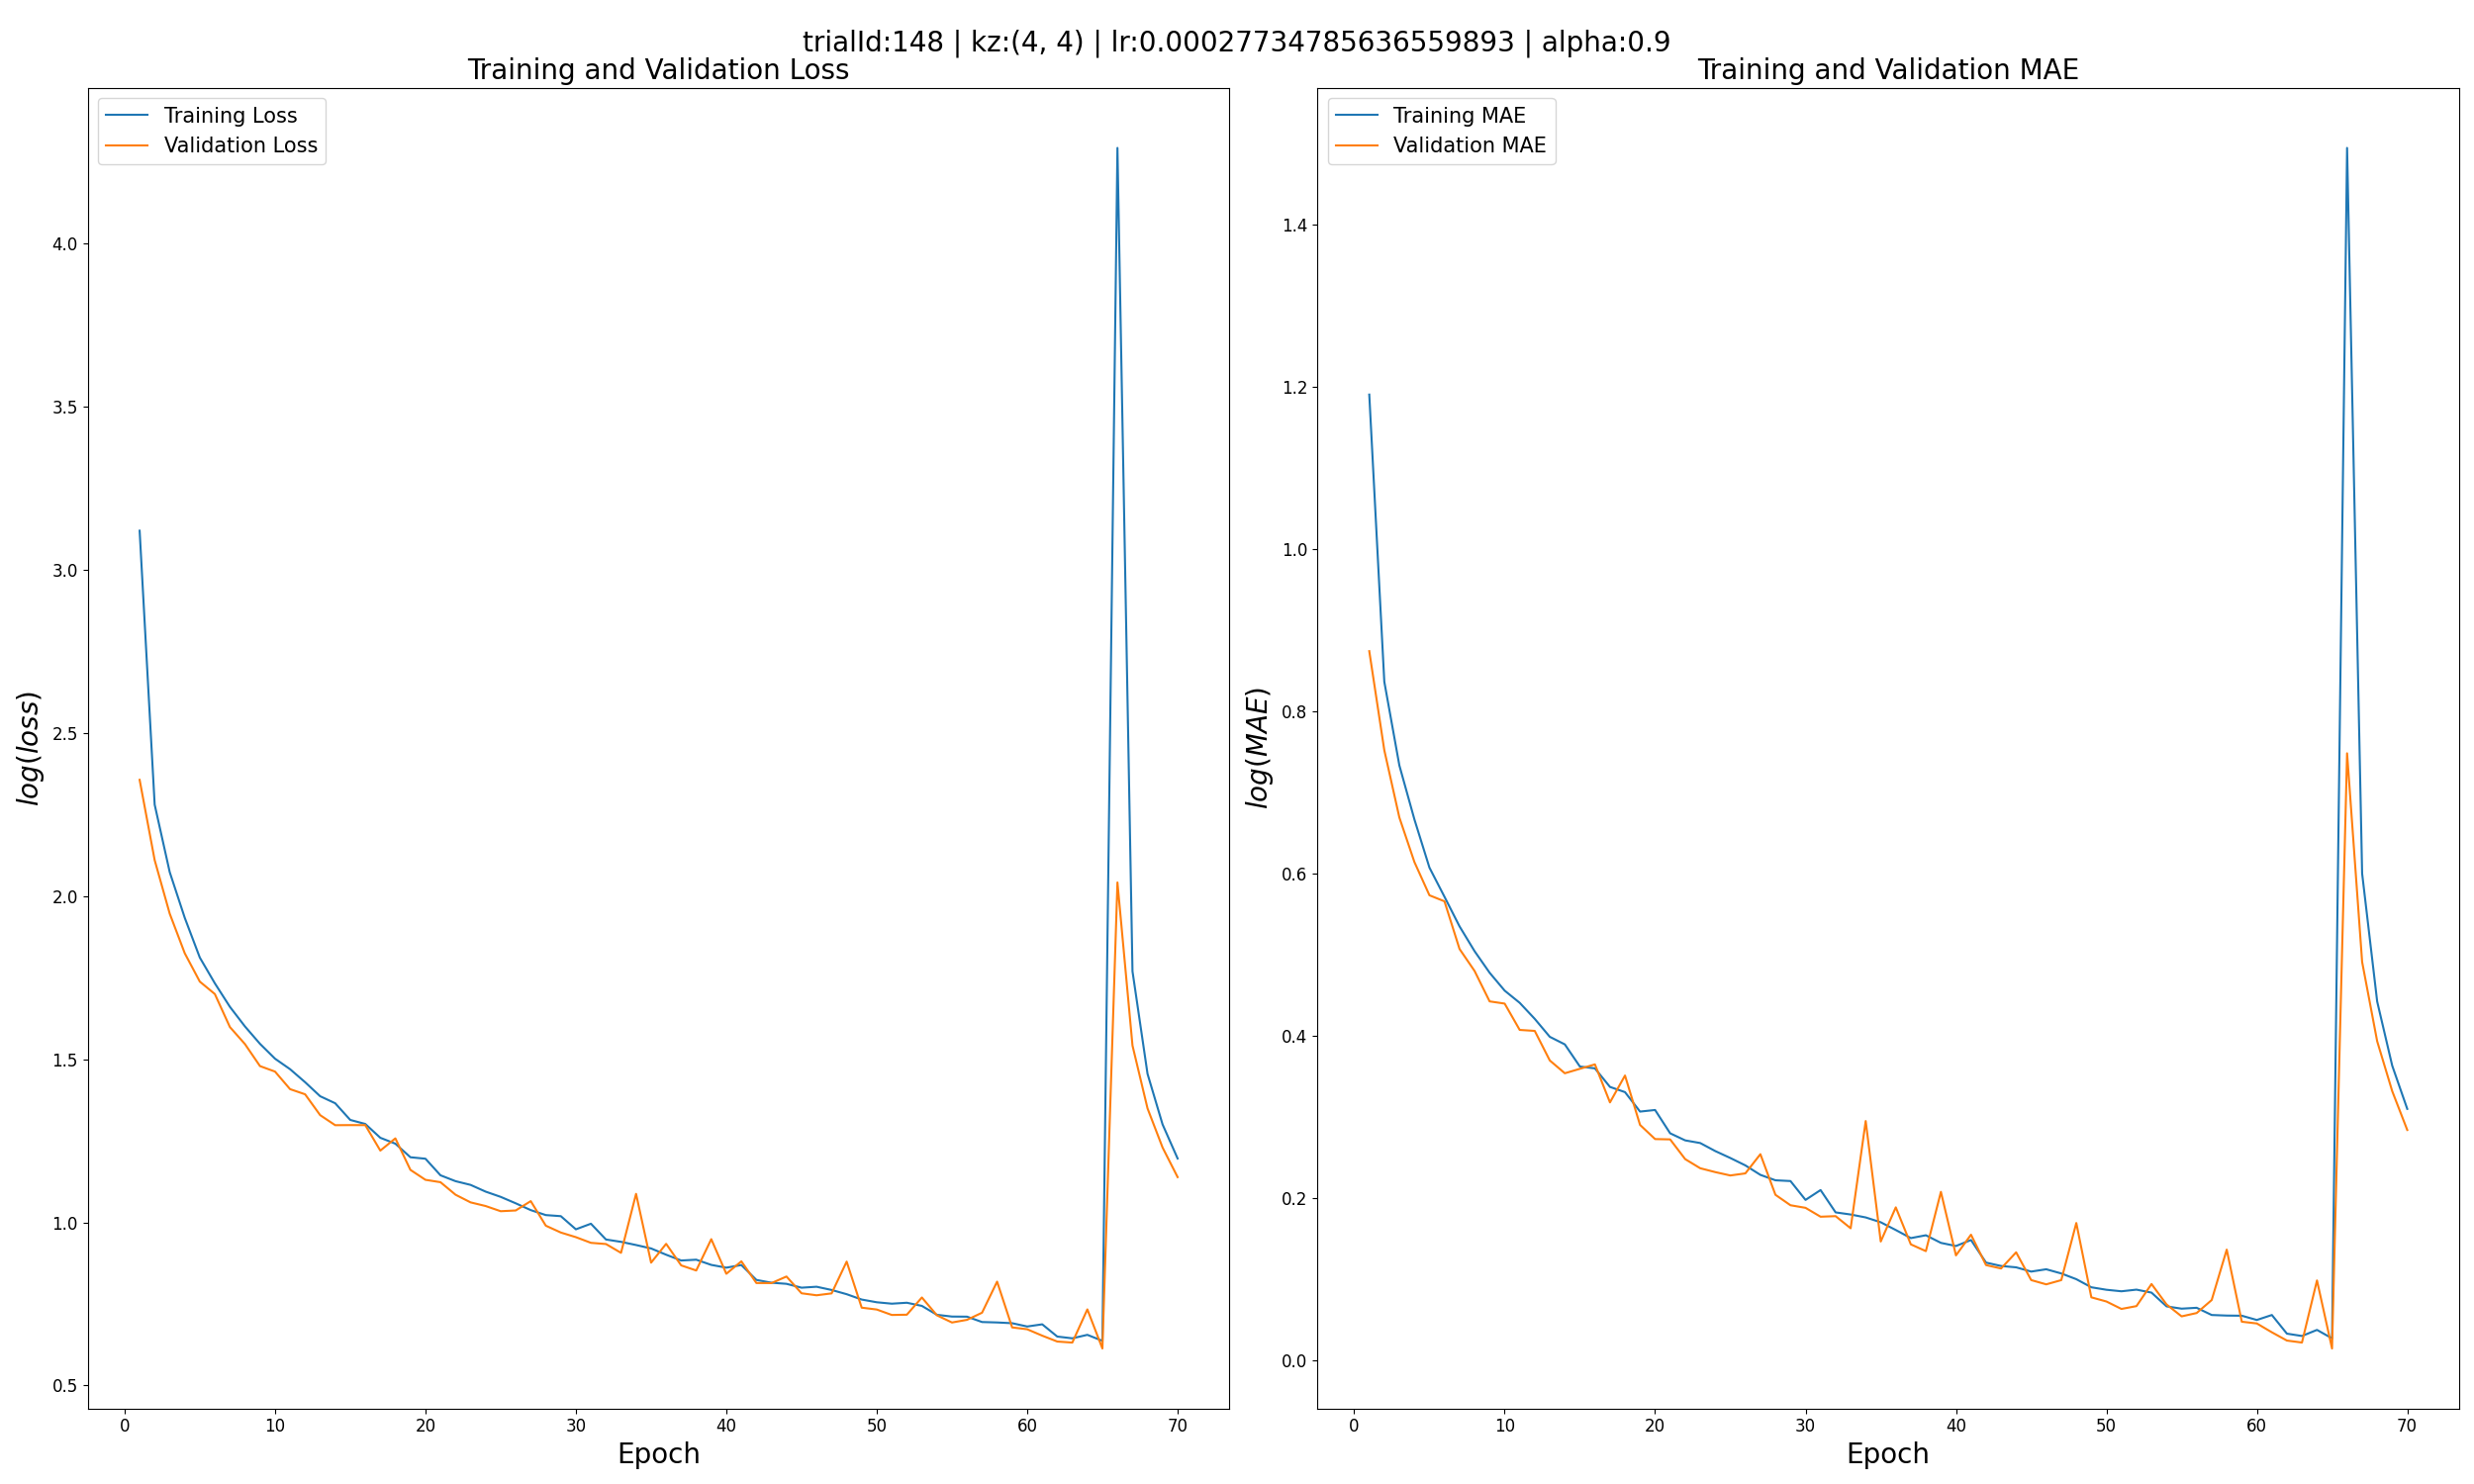 trialId:148 | kz:(4, 4) | lr:0.00027734785636559893 | alpha:0.9
Training and Validation Loss
Training Loss
Validation Loss
log(loss)
4.0
3.5
3.0
2.5
2.0
1.5
1.0
0.5
0 10 20 30 40 50 60 70
Epoch
Training and Validation MAE
Training MAE
Validation MAE
log(MAE)
1.4
1.2
1.0
0.8
0.6
0.4
0.2
0.0
0 10 20 30 40 50 60 70
Epoch